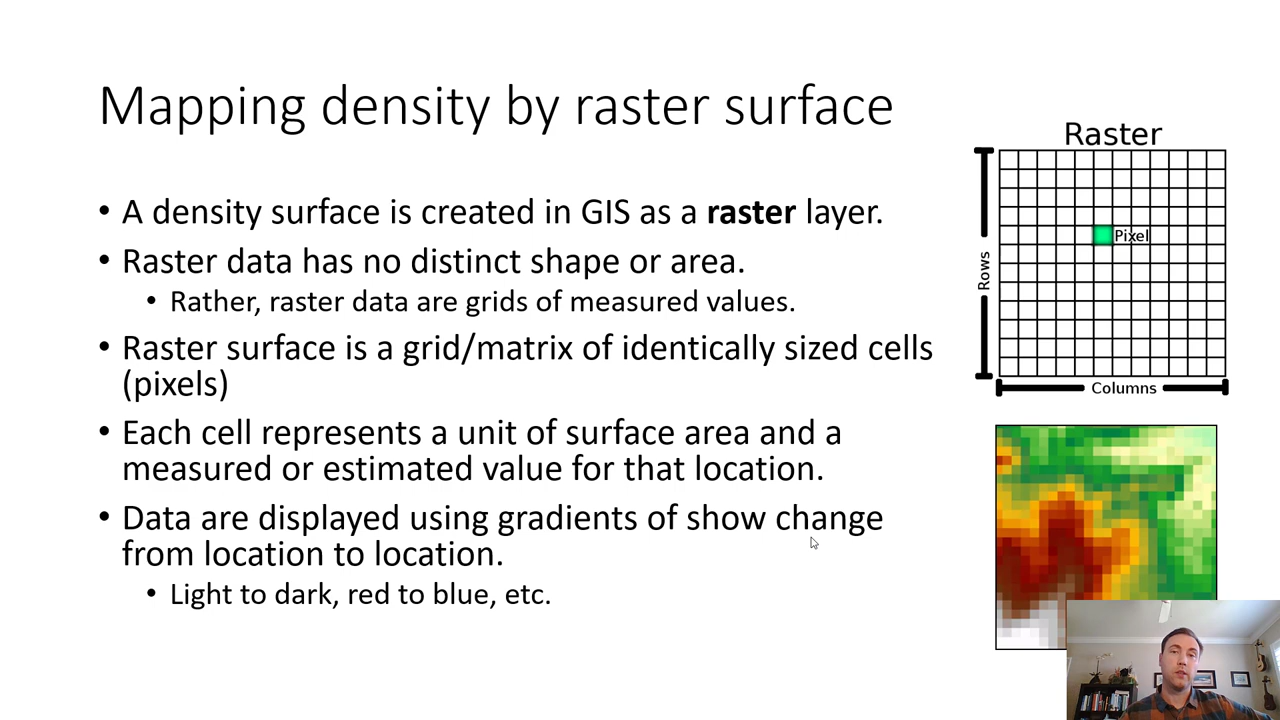 Mapping density by raster surface
• A density surface is created in GIS as a raster layer.
• Raster data has no distinct shape or area.
• Rather, raster data are grids of measured values.
• Raster surface is a grid/matrix of identically sized cells
(pixels)
• Each cell represents a unit of surface area and a
measured or estimated value for that location.
• Data are displayed using gradients of show change
from location to location.
• Light to dark, red to blue, etc.
Raster
Pixel
Rows
Columns